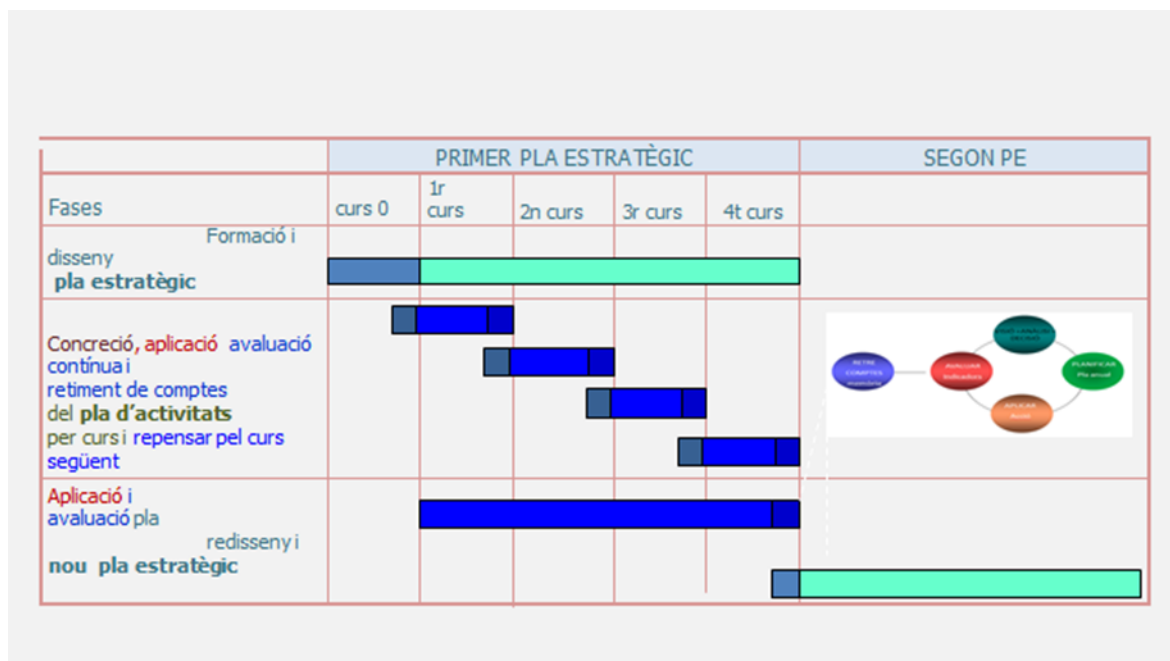 PRIMER PLA ESTRATÈGIC
SEGON PE
Fases
curs 0
1r
curs
2n curs
3r curs
4t curs
Formació i
disseny
pla estratègic
Concreció, aplicació avaluació
contínua i
retiment de comptes
del pla d'activitats
per curs i repensar pel curs
següent
RETRE
COMPTES
memòria
AVALUAR
Indicadors
PLANIFICAR
Pla anual
APLICAR
Acció
Aplicació i
avaluació pla
redisseny i
nou pla estratègic